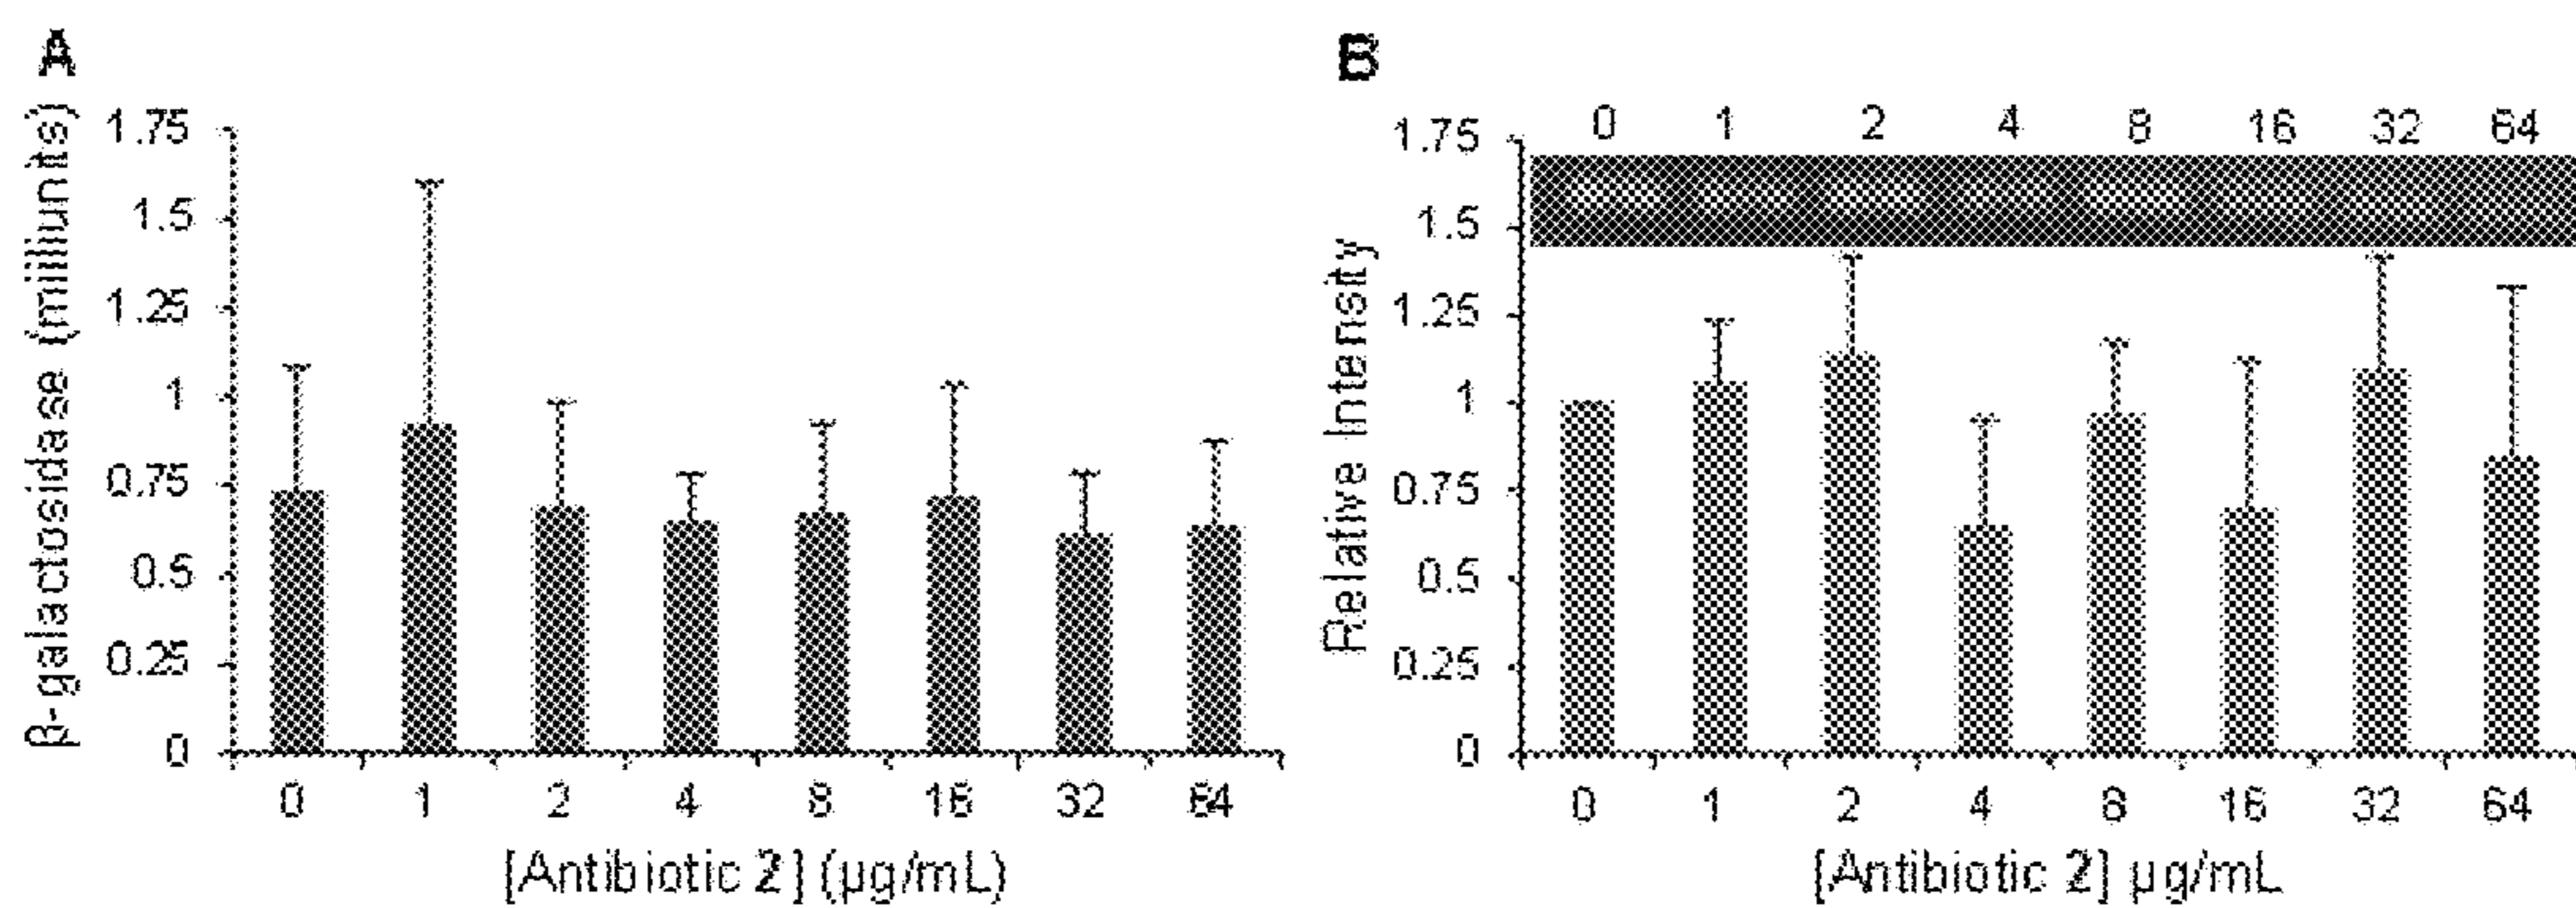 A
β-galactosidase (milliunits)
1.75
1.5
1.25
1
0.75
0.5
0.25
0
0 1 2 4 8 16 32 64
[Antibiotic 2] (µg/mL)
B
0 1 2 4 8 16 32 64
Relative Intensity
1.75
1.5
1.25
1
0.75
0.5
0.25
0
0 1 2 4 8 16 32 64
[Antibiotic 2] µg/mL